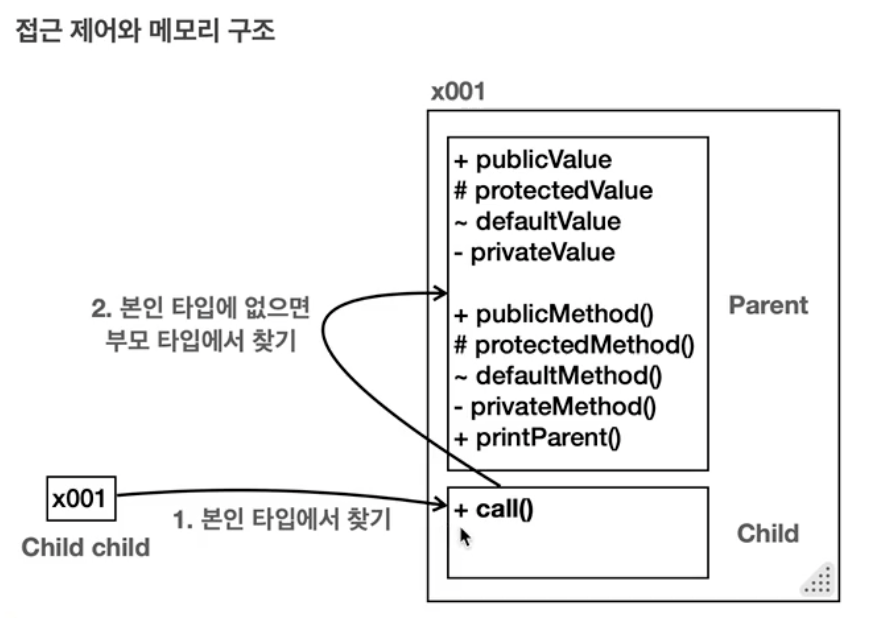 접근 제어와 메모리 구조
x001
+ publicValue
# protectedValue
~ defaultValue
- privateValue
+ publicMethod()
# protectedMethod()
~ defaultMethod()
- privateMethod()
+ printParent()
Parent
2. 본인 타입에 없으면
부모 타입에서 찾기
x001
Child child
1. 본인 타입에서 찾기
+ call()
Child